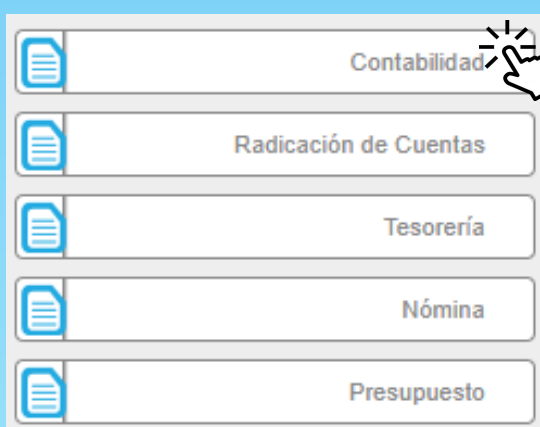 Contabilidad
Radicación de Cuentas
Tesorería
Nómina
Presupuesto